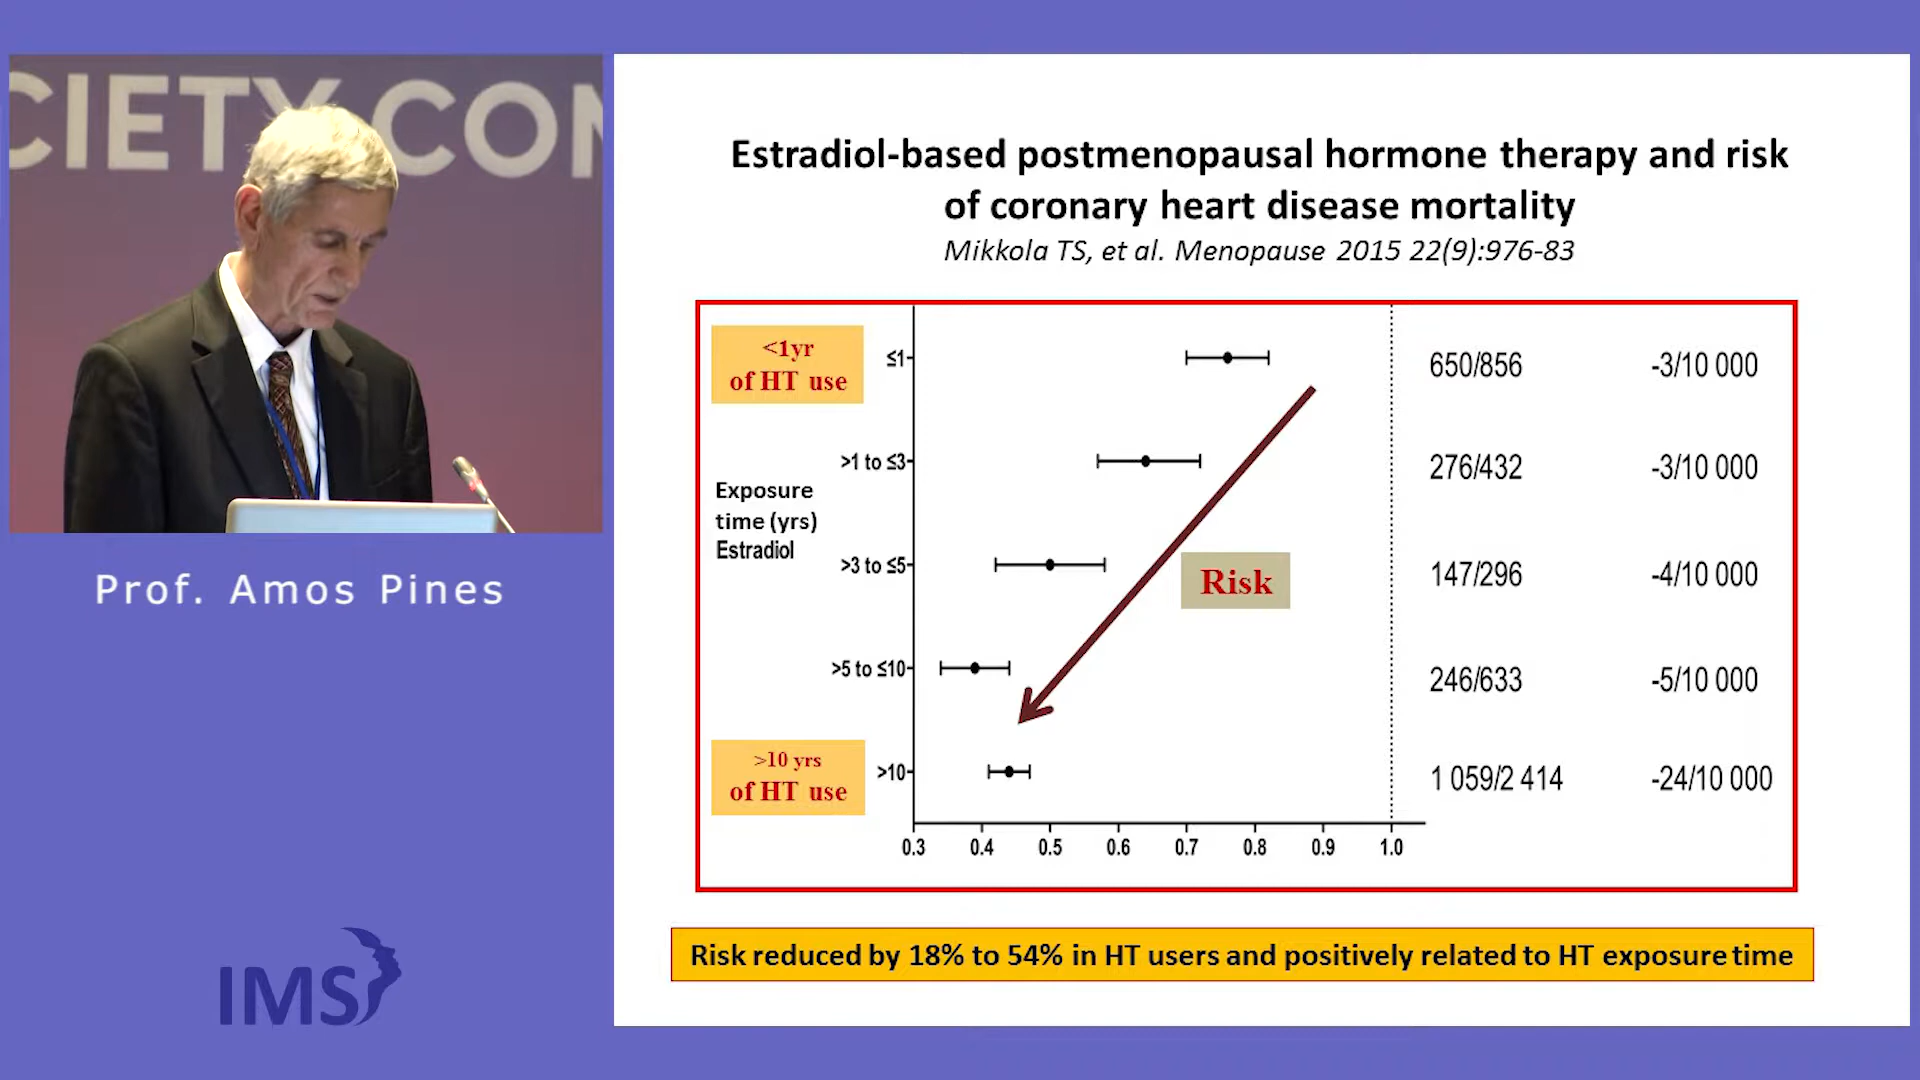 CIETY CON
Prof. Amos Pines
IMS
Estradiol-based postmenopausal hormone therapy and risk
of coronary heart disease mortality
Mikkola TS, et al. Menopause 2015 22(9):976-83
<1yr
of HT use
≤1
650/856 -3/10 000
>1 to ≤3
276/432 -3/10 000
Exposure
time (yrs)
Estradiol
>3 to ≤5
Risk
147/296 -4/10 000
>5 to ≤10
246/633 -5/10 000
>10 yrs
of HT use
>10
1 059/2 414 -24/10 000
0.3 0.4 0.5 0.6 0.7 0.8 0.9 1.0
Risk reduced by 18% to 54% in HT users and positively related to HT exposure time